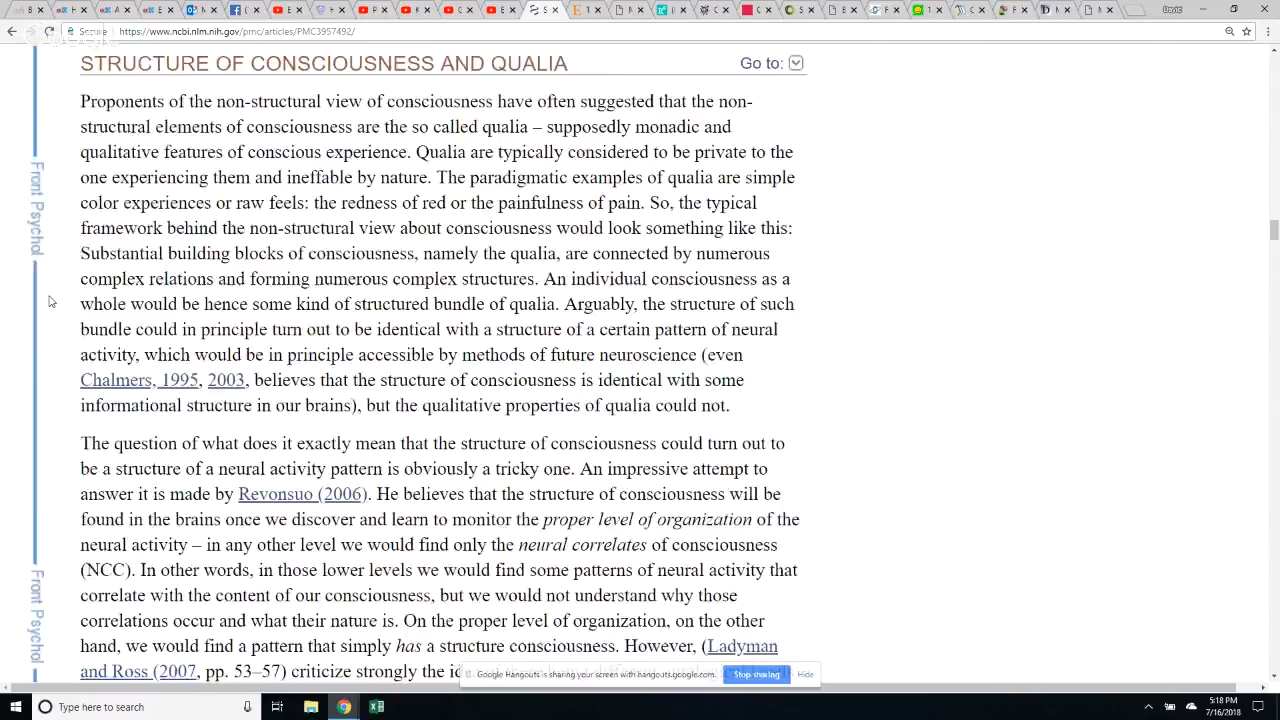 Secure https://www.ncbi.nlm.nih.gov/pmc/articles/PMC3957492/
STRUCTURE OF CONSCIOUSNESS AND QUALIA
Go to:
Proponents of the non-structural view of consciousness have often suggested that the non-
structural elements of consciousness are the so called qualia – supposedly monadic and
qualitative features of conscious experience. Qualia are typically considered to be private to the
one experiencing them and ineffable by nature. The paradigmatic examples of qualia are simple
color experiences or raw feels: the redness of red or the painfulness of pain. So, the typical
framework behind the non-structural view about consciousness would look something like this:
Substantial building blocks of consciousness, namely the qualia, are connected by numerous
complex relations and forming numerous complex structures. An individual consciousness as a
whole would be hence some kind of structured bundle of qualia. Arguably, the structure of such
bundle could in principle turn out to be identical with a structure of a certain pattern of neural
activity, which would be in principle accessible by methods of future neuroscience (even
Chalmers, 1995, 2003, believes that the structure of consciousness is identical with some
informational structure in our brains), but the qualitative properties of qualia could not.
The question of what does it exactly mean that the structure of consciousness could turn out to
be a structure of a neural activity pattern is obviously a tricky one. An impressive attempt to
answer it is made by Revonsuo (2006). He believes that the structure of consciousness will be
found in the brains once we discover and learn to monitor the proper level of organization of the
neural activity – in any other level we would find only the neural correlates of consciousness
(NCC). In other words, in those lower levels we would find some patterns of neural activity that
correlate with the content of our consciousness, but we would not understand why those
correlations occur and what their nature is. On the proper level of organization, on the other
hand, we would find a pattern that simply has a structure consciousness. However, (Ladyman
and Ross (2007, pp. 53–57) criticize strongly the
Front Psychol
Front Psychol
Google Hangouts is sharing your screen with hangouts.google.com.
Stop sharing
Hide
Type here to search
5:18 PM
7/16/2018